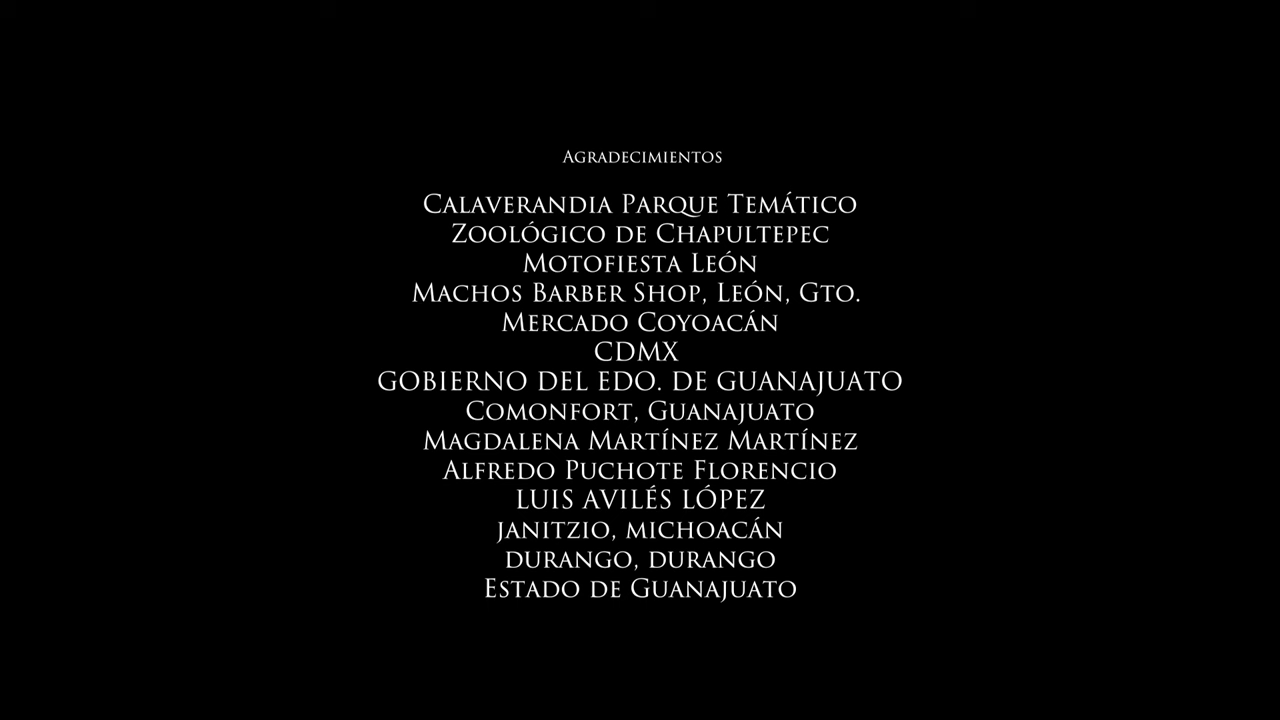 Agradecimientos
Calaverandia Parque Temático
Zoológico de Chapultepec
Motofiesta León
Machos Barber Shop, León, Gto.
Mercado Coyoacán
CDMX
GOBIERNO DEL EDO. DE GUANAJUATO
Comonfort, Guanajuato
Magdalena Martínez Martínez
Alfredo Puchote Florencio
LUIS AVILÉS LÓPEZ
janitzio, michoacán
durango, durango
Estado de Guanajuato